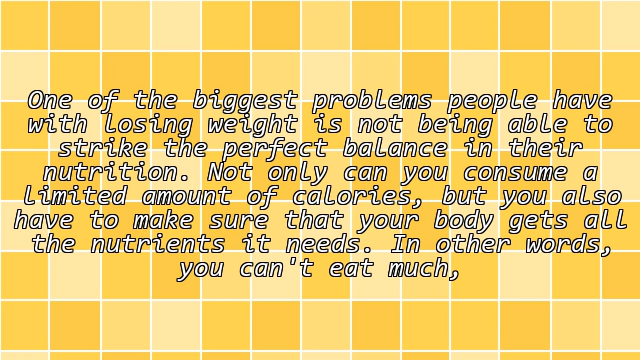 One of the biggest problems people have
with losing weight is not being able to
strike the perfect balance in their
nutrition. Not only can you consume a
limited amount of calories, but you also
have to make sure that your body gets all
the nutrients it needs. In other words,
you can't eat much,